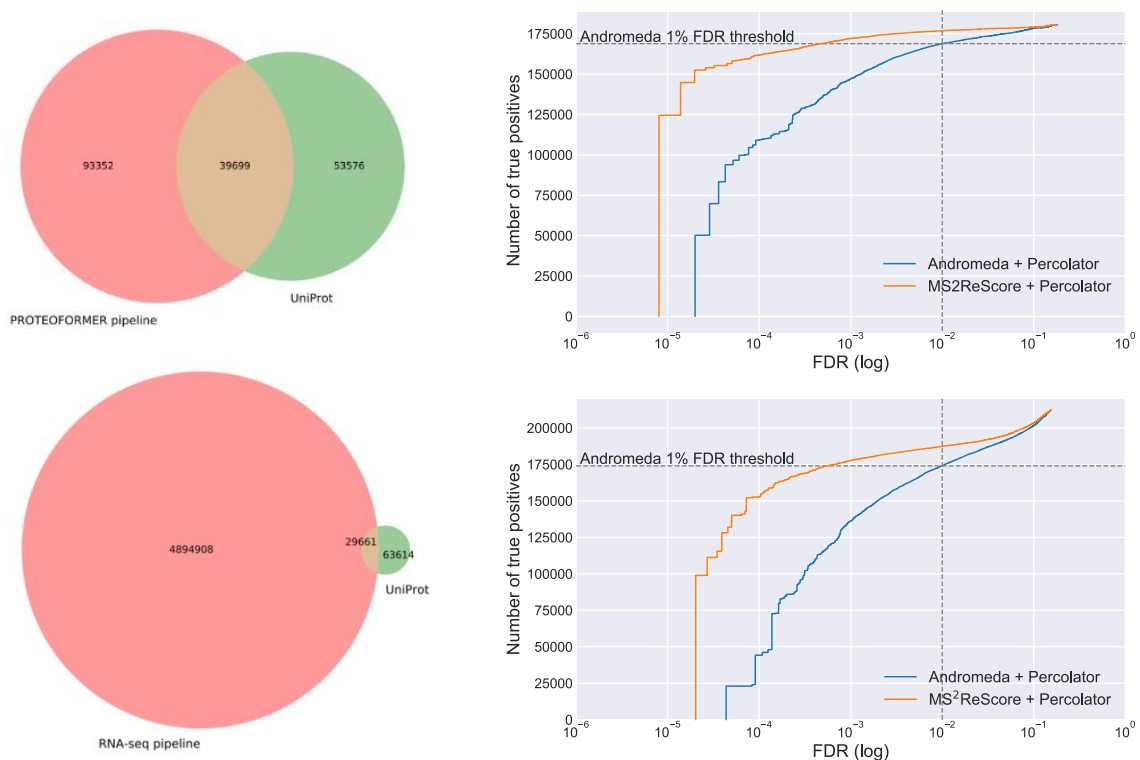 93352
39699
53576
UniProt
PROTEOFORMER pipeline
4894908
29661
63614
UniProt
RNA-seq pipeline
Number of true positives
175000
150000
125000
100000
75000
50000
25000
0
Andromeda 1% FDR threshold
Andromeda + Percolator
MS2ReScore + Percolator
10⁻⁶ 10⁻⁵ 10⁻⁴ 10⁻³ 10⁻² 10⁻¹ 10⁰
FDR (log)
Number of true positives
200000
175000
150000
125000
100000
75000
50000
25000
0
Andromeda 1% FDR threshold
Andromeda + Percolator
MS²ReScore + Percolator
10⁻⁶ 10⁻⁵ 10⁻⁴ 10⁻³ 10⁻² 10⁻¹ 10⁰
FDR (log)